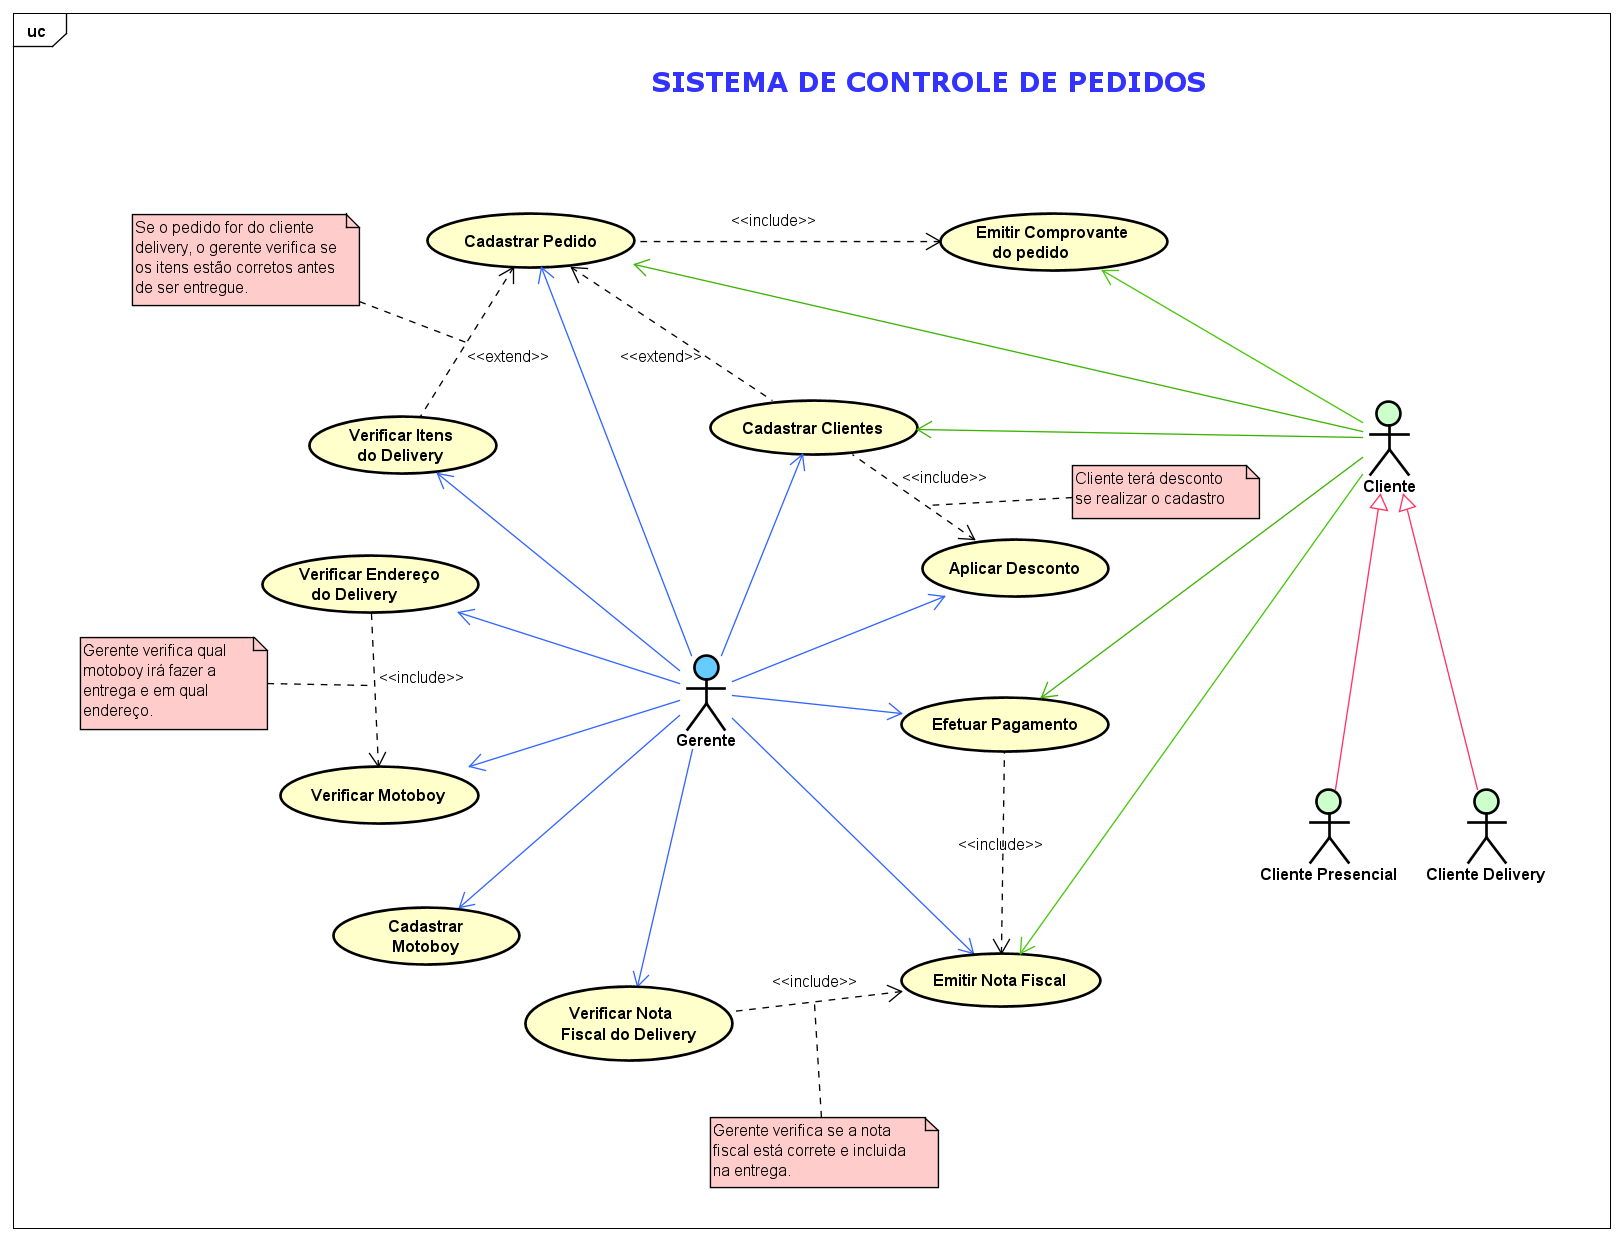 uc
SISTEMA DE CONTROLE DE PEDIDOS
Se o pedido for do cliente
delivery, o gerente verifica se
os itens estão corretos antes
de ser entregue.
Cadastrar Pedido
<<include>>
Emitir Comprovante
do pedido
<<extend>>
<<extend>>
Verificar Itens
do Delivery
Cadastrar Clientes
<<include>>
Cliente terá desconto
se realizar o cadastro
Cliente
Verificar Endereço
do Delivery
Aplicar Desconto
Gerente verifica qual
motoboy irá fazer a
entrega e em qual
endereço.
<<include>>
Gerente
Efetuar Pagamento
Verificar Motoboy
<<include>>
Cliente Presencial
Cliente Delivery
Cadastrar
Motoboy
Verificar Nota
Fiscal do Delivery
<<include>>
Emitir Nota Fiscal
Gerente verifica se a nota
fiscal está correte e incluida
na entrega.